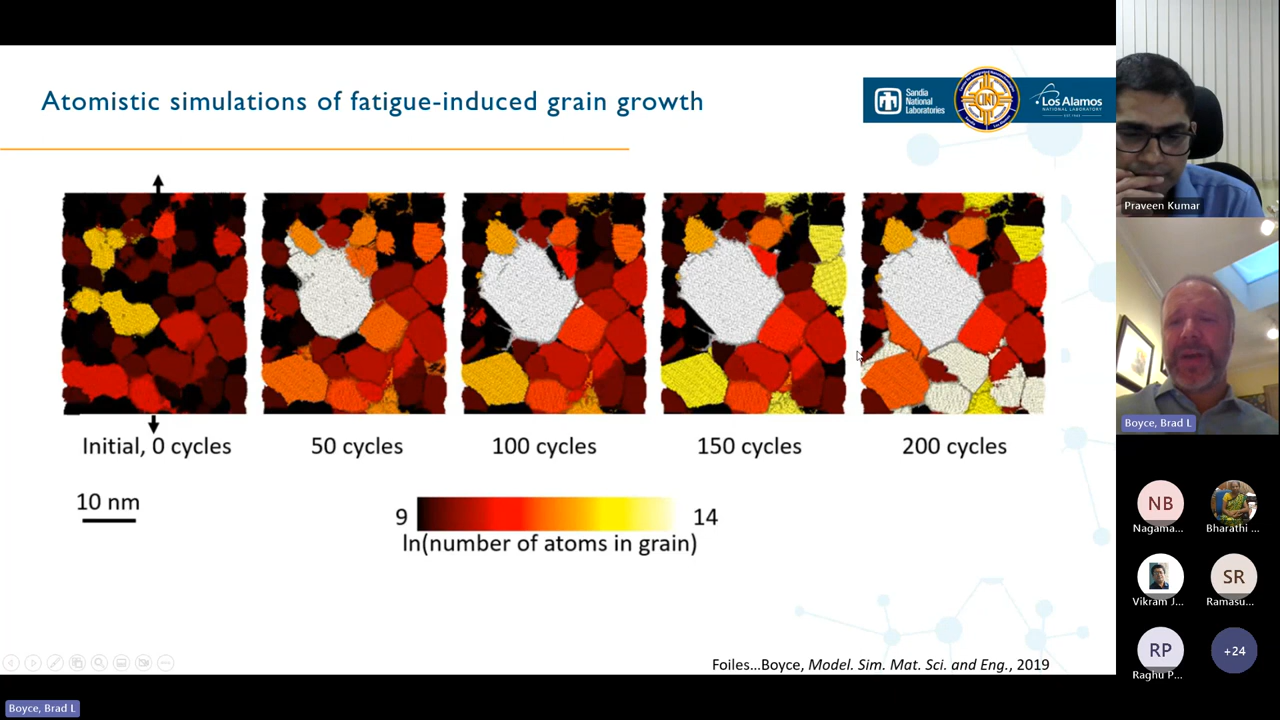 Atomistic simulations of fatigue-induced grain growth
Sandia
National
Laboratories
Los Alamos
NATIONAL LABORATORY
Initial, 0 cycles
50 cycles
100 cycles
150 cycles
200 cycles
10 nm
9
14
ln(number of atoms in grain)
Foiles...Boyce, Model. Sim. Mat. Sci. and Eng., 2019
Praveen Kumar
Boyce, Brad L
NB
Nagama...
Bharathi ...
Vikram J...
SR
Ramasu...
RP
Raghu P...
+24
Boyce, Brad L